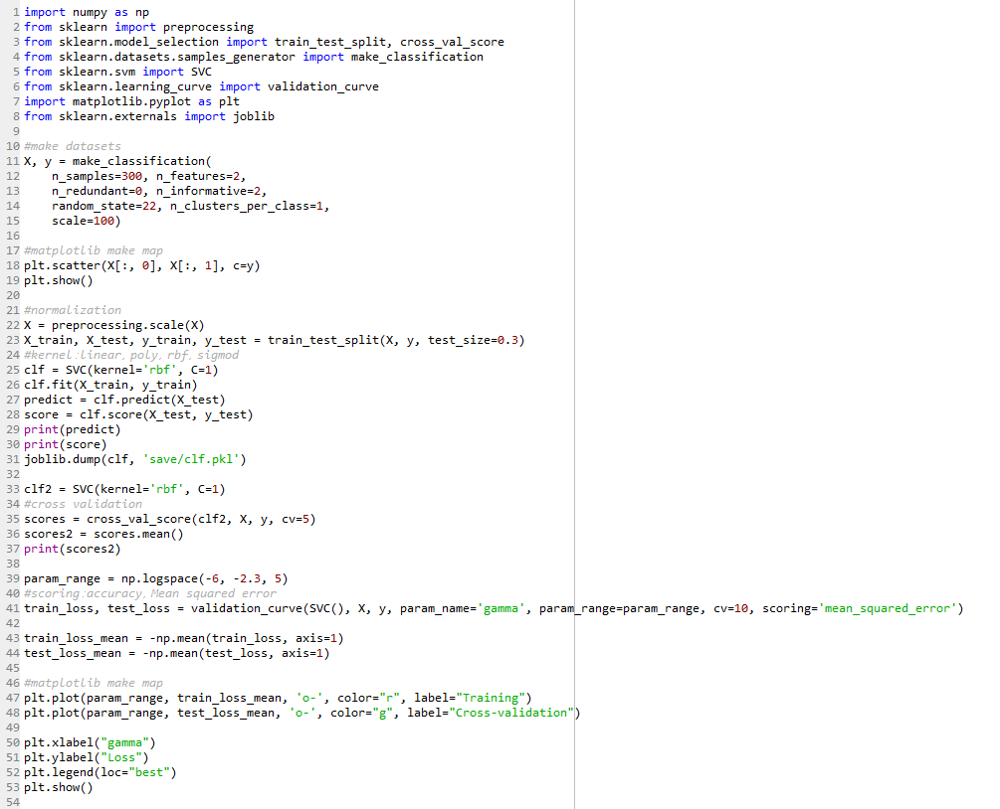 1 import numpy as np
2 from sklearn import preprocessing
3 from sklearn.model_selection import train_test_split, cross_val_score
4 from sklearn.datasets.samples_generator import make_classification
5 from sklearn.svm import SVC
6 from sklearn.learning_curve import validation_curve
7 import matplotlib.pyplot as plt
8 from sklearn.externals import joblib
9
10 #make datasets
11 X, y = make_classification(
12     n_samples=300, n_features=2,
13     n_redundant=0, n_informative=2,
14     random_state=22, n_clusters_per_class=1,
15     scale=100)
16
17 #matplotlib make map
18 plt.scatter(X[:, 0], X[:, 1], c=y)
19 plt.show()
20
21 #normalization
22 X = preprocessing.scale(X)
23 X_train, X_test, y_train, y_test = train_test_split(X, y, test_size=0.3)
24 #kernel:linear, poly, rbf, sigmod
25 clf = SVC(kernel='rbf', C=1)
26 clf.fit(X_train, y_train)
27 predict = clf.predict(X_test)
28 score = clf.score(X_test, y_test)
29 print(predict)
30 print(score)
31 joblib.dump(clf, 'save/clf.pkl')
32
33 clf2 = SVC(kernel='rbf', C=1)
34 #cross validation
35 scores = cross_val_score(clf2, X, y, cv=5)
36 scores2 = scores.mean()
37 print(scores2)
38
39 param_range = np.logspace(-6, -2.3, 5)
40 #scoring:accuracy, Mean squared error
41 train_loss, test_loss = validation_curve(SVC(), X, y, param_name='gamma', param_range=param_range, cv=10, scoring='mean_squared_error')
42
43 train_loss_mean = -np.mean(train_loss, axis=1)
44 test_loss_mean = -np.mean(test_loss, axis=1)
45
46 #matplotlib make map
47 plt.plot(param_range, train_loss_mean, 'o-', color="r", label="Training")
48 plt.plot(param_range, test_loss_mean, 'o-', color="g", label="Cross-validation")
49
50 plt.xlabel("gamma")
51 plt.ylabel("Loss")
52 plt.legend(loc="best")
53 plt.show()
54